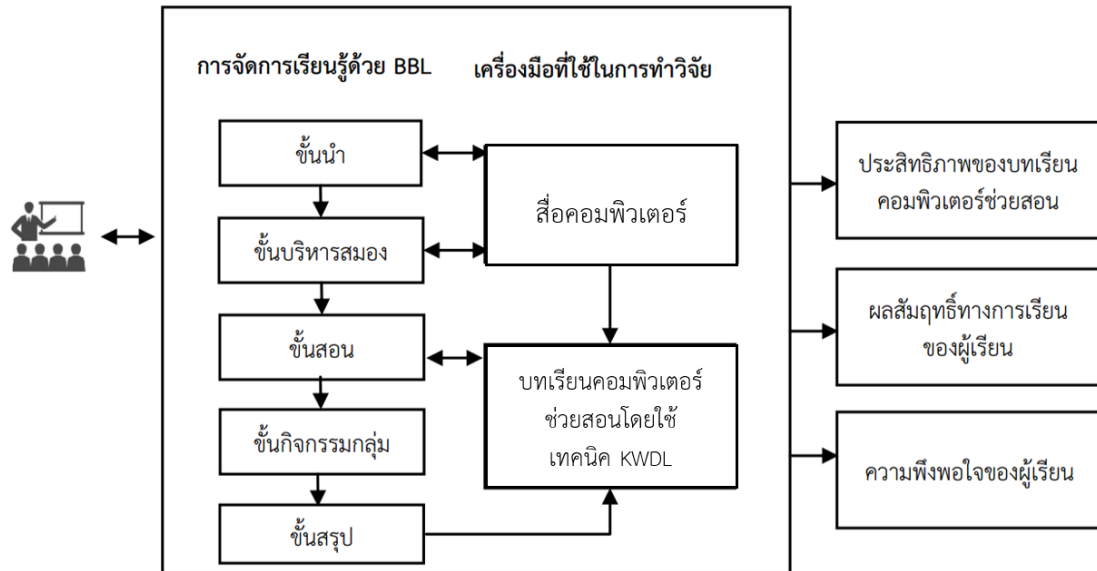 การจัดการเรียนรู้ด้วย BBL
เครื่องมือที่ใช้ในการทำวิจัย
ขั้นนำ
ขั้นบริหารสมอง
ขั้นสอน
ขั้นกิจกรรมกลุ่ม
ขั้นสรุป
สื่อคอมพิวเตอร์
บทเรียนคอมพิวเตอร์
ช่วยสอนโดยใช้
เทคนิค KWDL
ประสิทธิภาพของบทเรียน
คอมพิวเตอร์ช่วยสอน
ผลสัมฤทธิ์ทางการเรียน
ของผู้เรียน
ความพึงพอใจของผู้เรียน